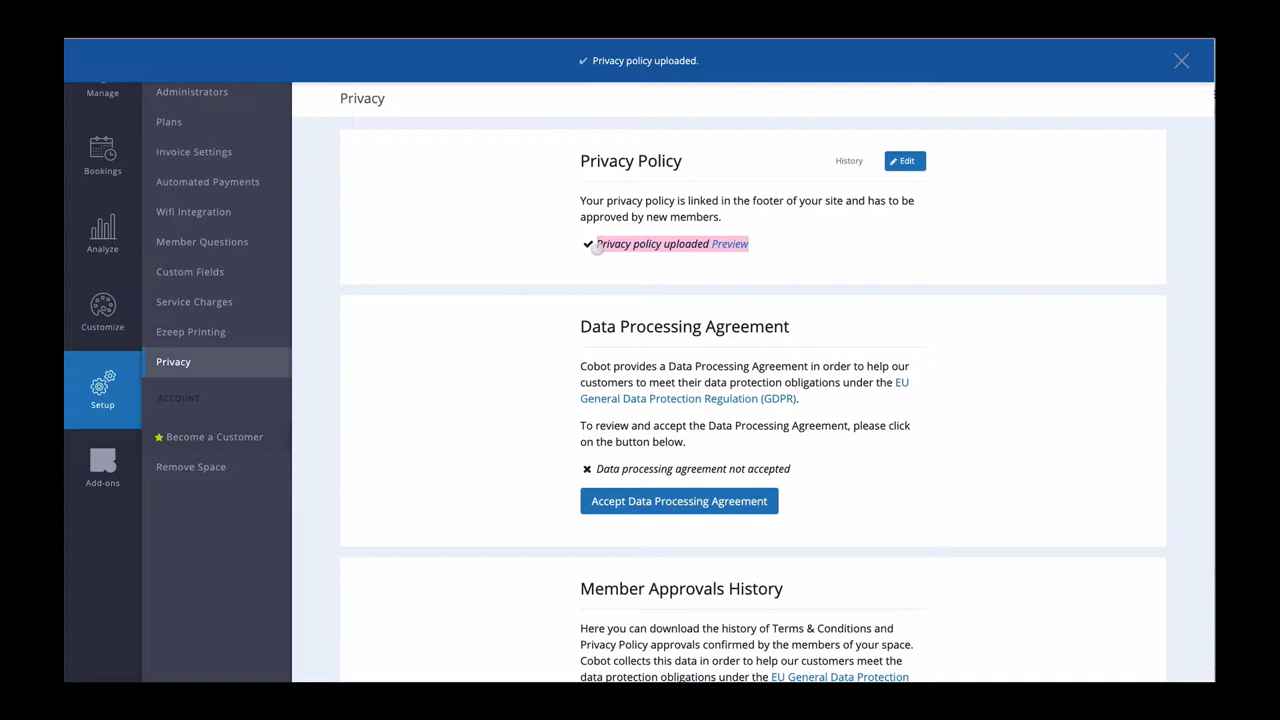 ✔ Privacy policy uploaded.
Manage
Bookings
Analyze
Customize
Setup
Add-ons
Administrators
Plans
Invoice Settings
Automated Payments
Wifi Integration
Member Questions
Custom Fields
Service Charges
Ezeep Printing
Privacy
ACCOUNT
Become a Customer
Remove Space
Privacy
Privacy Policy
History
Edit
Your privacy policy is linked in the footer of your site and has to be
approved by new members.
✔ Privacy policy uploaded Preview
Data Processing Agreement
Cobot provides a Data Processing Agreement in order to help our
customers to meet their data protection obligations under the EU
General Data Protection Regulation (GDPR).
To review and accept the Data Processing Agreement, please click
on the button below.
✖ Data processing agreement not accepted
Accept Data Processing Agreement
Member Approvals History
Here you can download the history of Terms & Conditions and
Privacy Policy approvals confirmed by the members of your space.
Cobot collects this data in order to help our customers meet the
data protection obligations under the EU General Data Protection